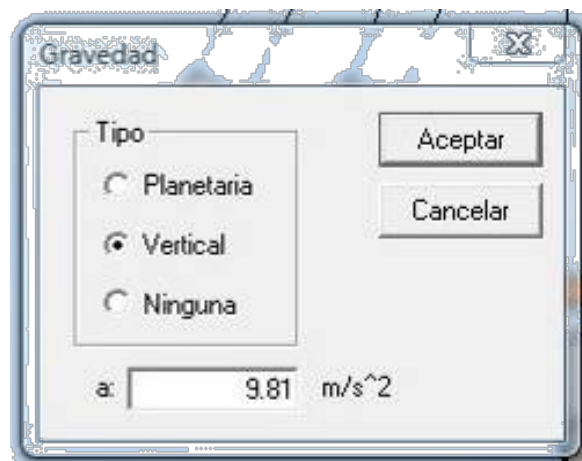 Gravedad
Tipo
Planetaria
Vertical
Ninguna
Aceptar
Cancelar
a: 9.81 m/s^2